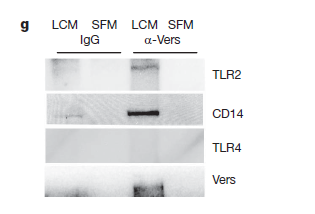 g
LCM SFM LCM SFM
IgG α-Vers
TLR2
CD14
TLR4
Vers